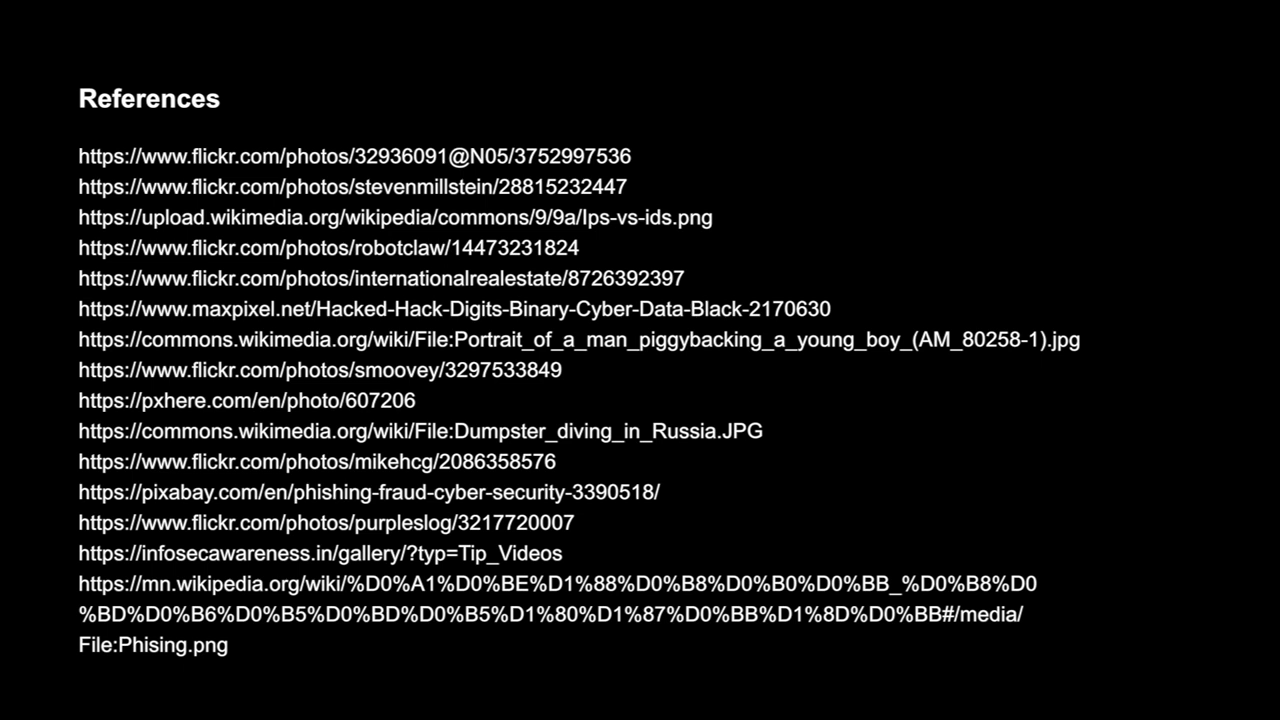 References
https://www.flickr.com/photos/32936091@N05/3752997536
https://www.flickr.com/photos/stevenmillstein/28815232447
https://upload.wikimedia.org/wikipedia/commons/9/9a/Ips-vs-ids.png
https://www.flickr.com/photos/robotclaw/14473231824
https://www.flickr.com/photos/internationalrealestate/8726392397
https://www.maxpixel.net/Hacked-Hack-Digits-Binary-Cyber-Data-Black-2170630
https://commons.wikimedia.org/wiki/File:Portrait_of_a_man_piggybacking_a_young_boy_(AM_80258-1).jpg
https://www.flickr.com/photos/smoovey/3297533849
https://pxhere.com/en/photo/607206
https://commons.wikimedia.org/wiki/File:Dumpster_diving_in_Russia.JPG
https://www.flickr.com/photos/mikehcg/2086358576
https://pixabay.com/en/phishing-fraud-cyber-security-3390518/
https://www.flickr.com/photos/purpleslog/3217720007
https://infosecawareness.in/gallery/?typ=Tip_Videos
https://mn.wikipedia.org/wiki/%D0%A1%D0%BE%D1%88%D0%B8%D0%B0%D0%BB_%D0%B8%D0
%BD%D0%B6%D0%B5%D0%BD%D0%B5%D1%80%D1%87%D0%BB%D1%8D%D0%BB#/media/
File:Phising.png